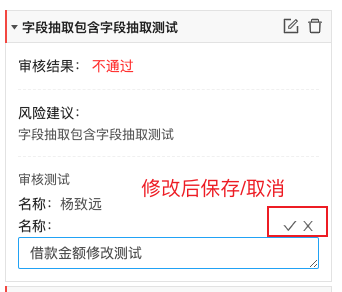 字段抽取包含字段抽取测试
审核结果： 不通过
风险建议：
字段抽取包含字段抽取测试
审核测试
修改后保存/取消
名称：杨致远
名称：
借款金额修改测试